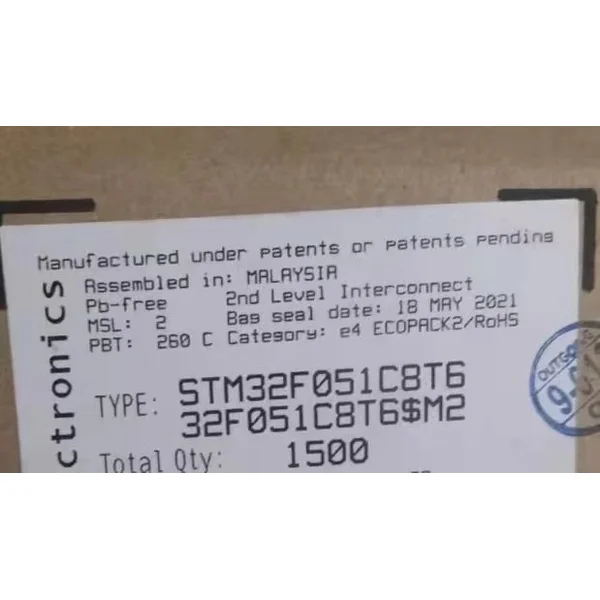 Manufactured under patents or patents pending
Assembled in: MALAYSIA
Pb-free 2nd Level Interconnect
MSL: 2 Bag seal date: 18 MAY 2021
PBT: 260 C Category: e4 ECOPACK2/RoHS
ctronics
TYPE: STM32F051C8T6
32F051C8T6$M2
Total Qty: 1500